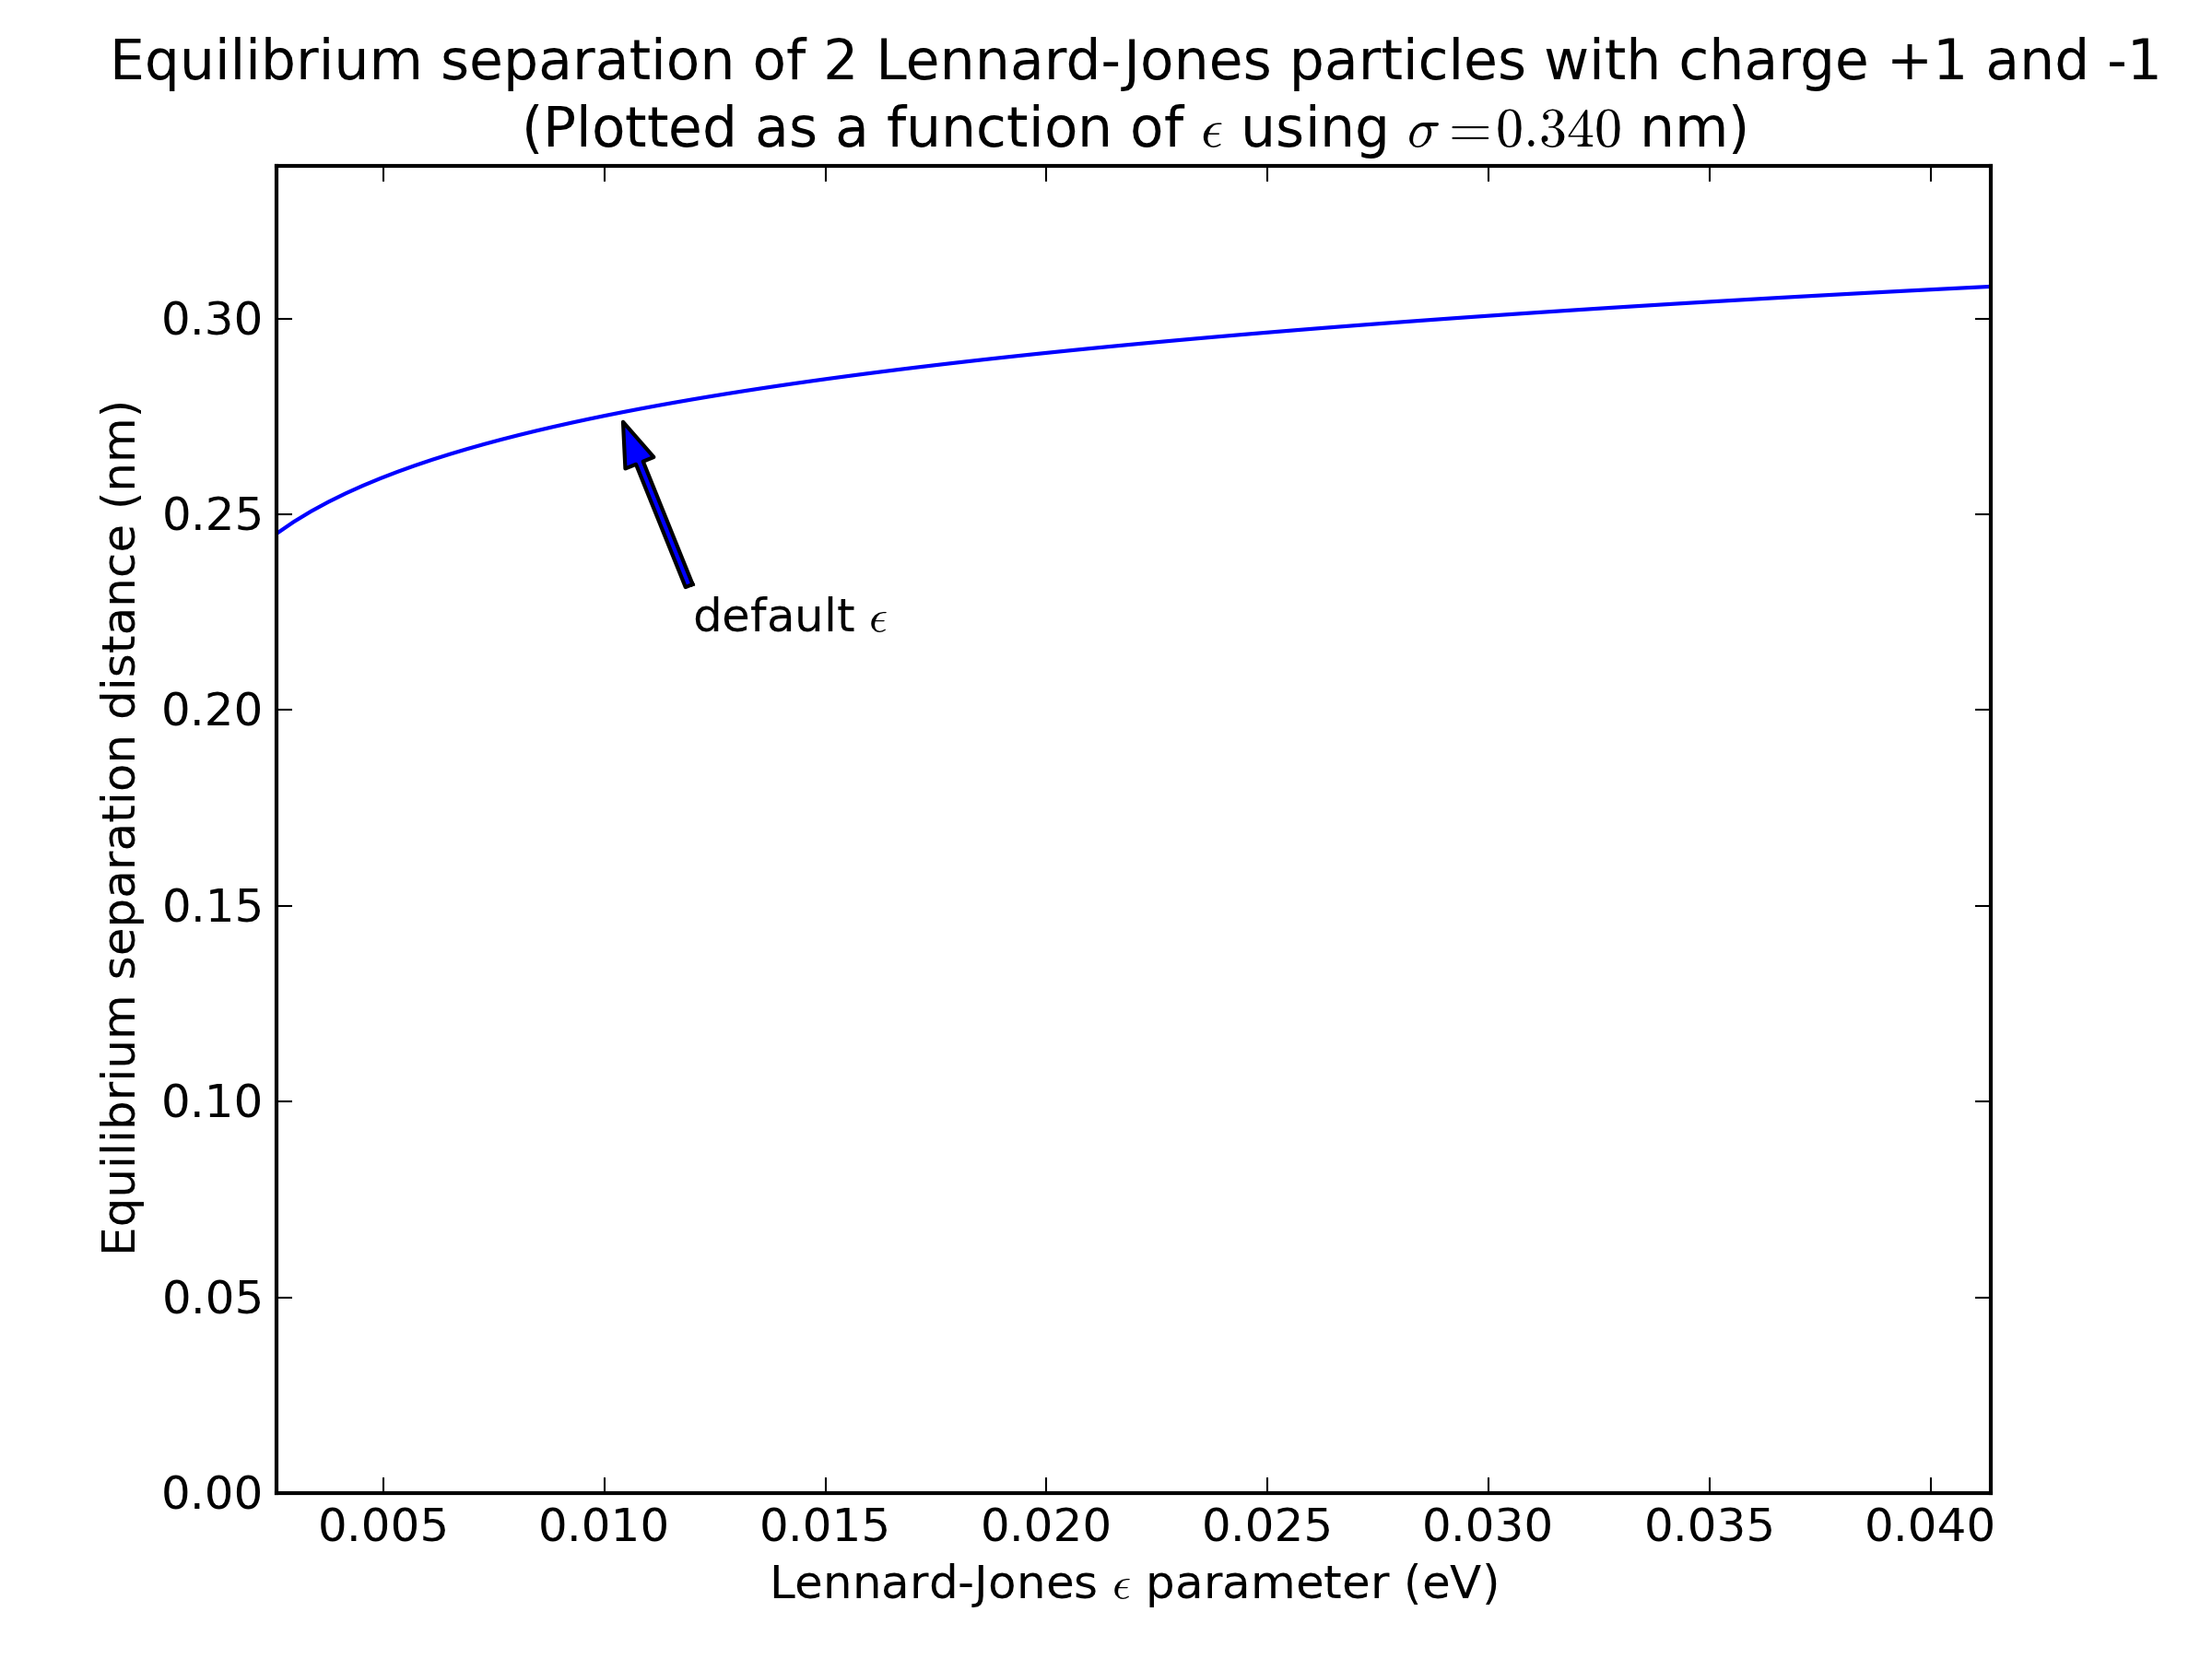 Equilibrium separation of 2 Lennard-Jones particles with charge +1 and -1
(Plotted as a function of ϵ using σ=0.340 nm)
Equilibrium separation distance (nm)
0.30
0.25
0.20
0.15
0.10
0.05
0.00
default ϵ
0.005 0.010 0.015 0.020 0.025 0.030 0.035 0.040
Lennard-Jones ϵ parameter (eV)